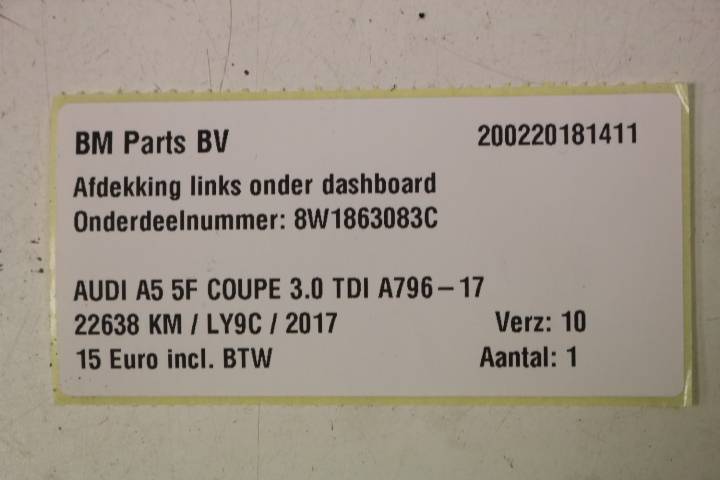 BM Parts BV 200220181411
Afdekking links onder dashboard
Onderdeelnummer: 8W1863083C
AUDI A5 5F COUPE 3.0 TDI A796-17
22638 KM / LY9C / 2017 Verz: 10
15 Euro incl. BTW Aantal: 1